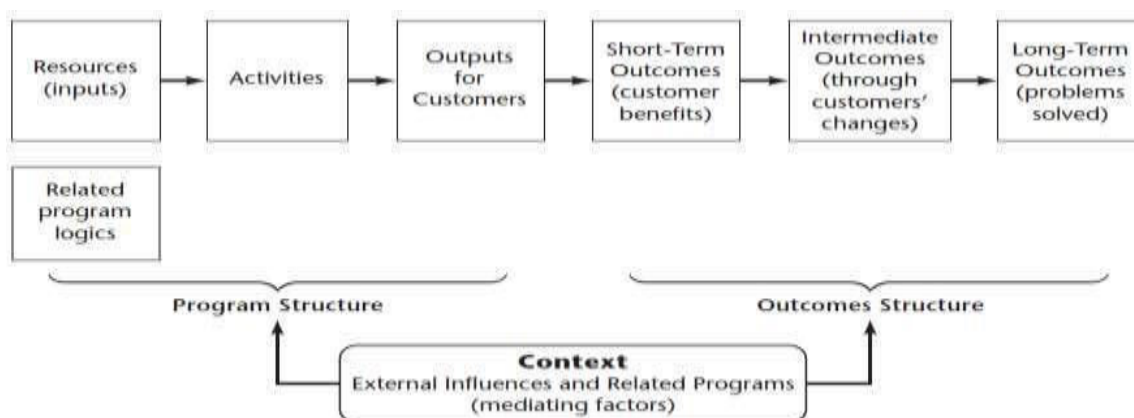 Resources
(inputs)
Activities
Outputs
for
Customers
Short-Term
Outcomes
(customer
benefits)
Intermediate
Outcomes
(through
customers'
changes)
Long-Term
Outcomes
(problems
solved)
Related
program
logics
Program Structure
Outcomes Structure
Context
External Influences and Related Programs
(mediating factors)